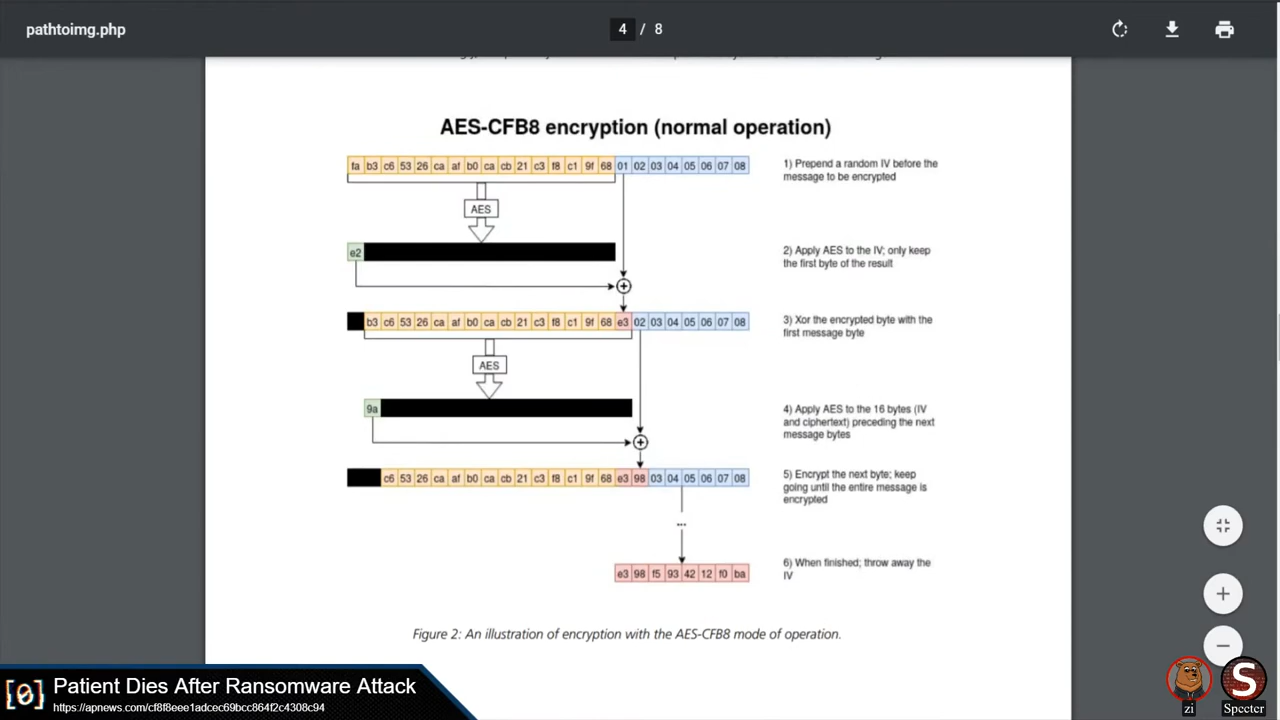 pathtoimg.php
4 / 8
AES-CFB8 encryption (normal operation)
fa b3 c6 53 26 ca af b0 ca cb 21 c3 f8 c1 9f 68 01 02 03 04 05 06 07 08
1) Prepend a random IV before the
message to be encrypted
AES
e2
2) Apply AES to the IV; only keep
the first byte of the result
+
b3 c6 53 26 ca af b0 ca cb 21 c3 f8 c1 9f 68 e3 02 03 04 05 06 07 08
3) Xor the encrypted byte with the
first message byte
AES
9a
4) Apply AES to the 16 bytes (IV
and ciphertext) preceding the next
message bytes
+
c6 53 26 ca af b0 ca cb 21 c3 f8 c1 9f 68 e3 98 03 04 05 06 07 08
5) Encrypt the next byte; keep
going until the entire message is
encrypted
...
e3 98 f5 93 42 12 f0 ba
6) When finished; throw away the
IV
Figure 2: An illustration of encryption with the AES-CFB8 mode of operation.
[0] Patient Dies After Ransomware Attack
https://apnews.com/cf8f8eee1adcec69bcc864f2c4308c94
zi
S
Specter